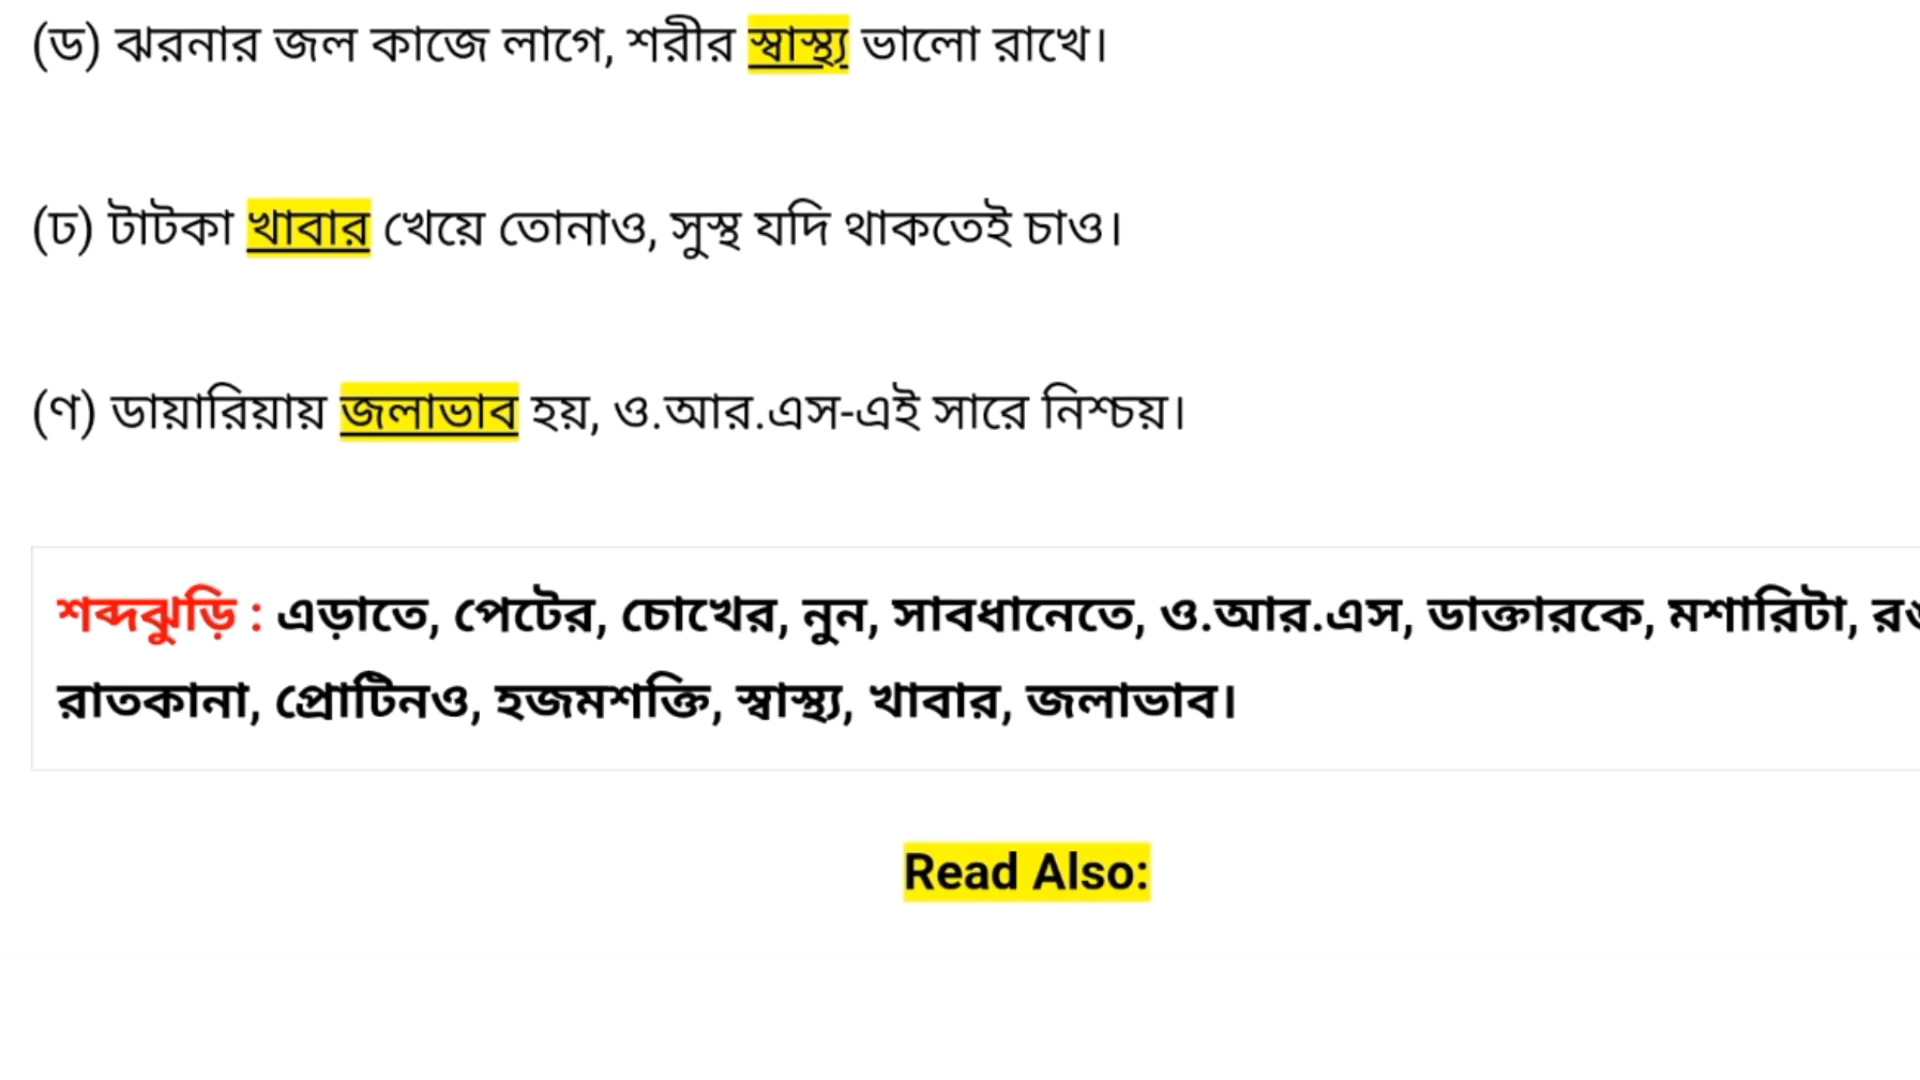 (ড) ঝরনার জল কাজে লাগে, শরীর স্বাস্থ্য ভালো রাখে।
(ঢ) টাটকা খাবার খেয়ে তোনাও, সুস্থ যদি থাকতেই চাও।
(ণ) ডায়ারিয়ায় জলাভাব হয়, ও.আর.এস-এই সারে নিশ্চয়।
শব্দঝুড়ি : এড়াতে, পেটের, চোখের, নুন, সাবধানেতে, ও.আর.এস, ডাক্তারকে, মশারিটা,
রাতকানা, প্রোটিনও, হজমশক্তি, স্বাস্থ্য, খাবার, জলাভাব।
Read Also: